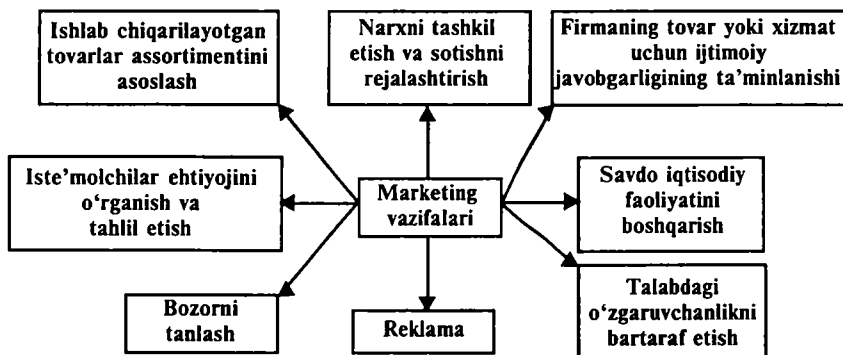 Ishlab chiqarilayotgan
tovarlar assortimentini
asoslash
Narxni tashkil
etish va sotishni
rejalashtirish
Firmaning tovar yoki xizmat
uchun ijtimoiy
javobgarligining ta’minlanishi
Iste’molchilar ehtiyojini
o‘rganish va
tahlil etish
Marketing
vazifalari
Savdo iqtisodiy
faoliyatini
boshqarish
Bozorni
tanlash
Reklama
Talabdagi
o‘zgaruvchanlikni
bartaraf etish